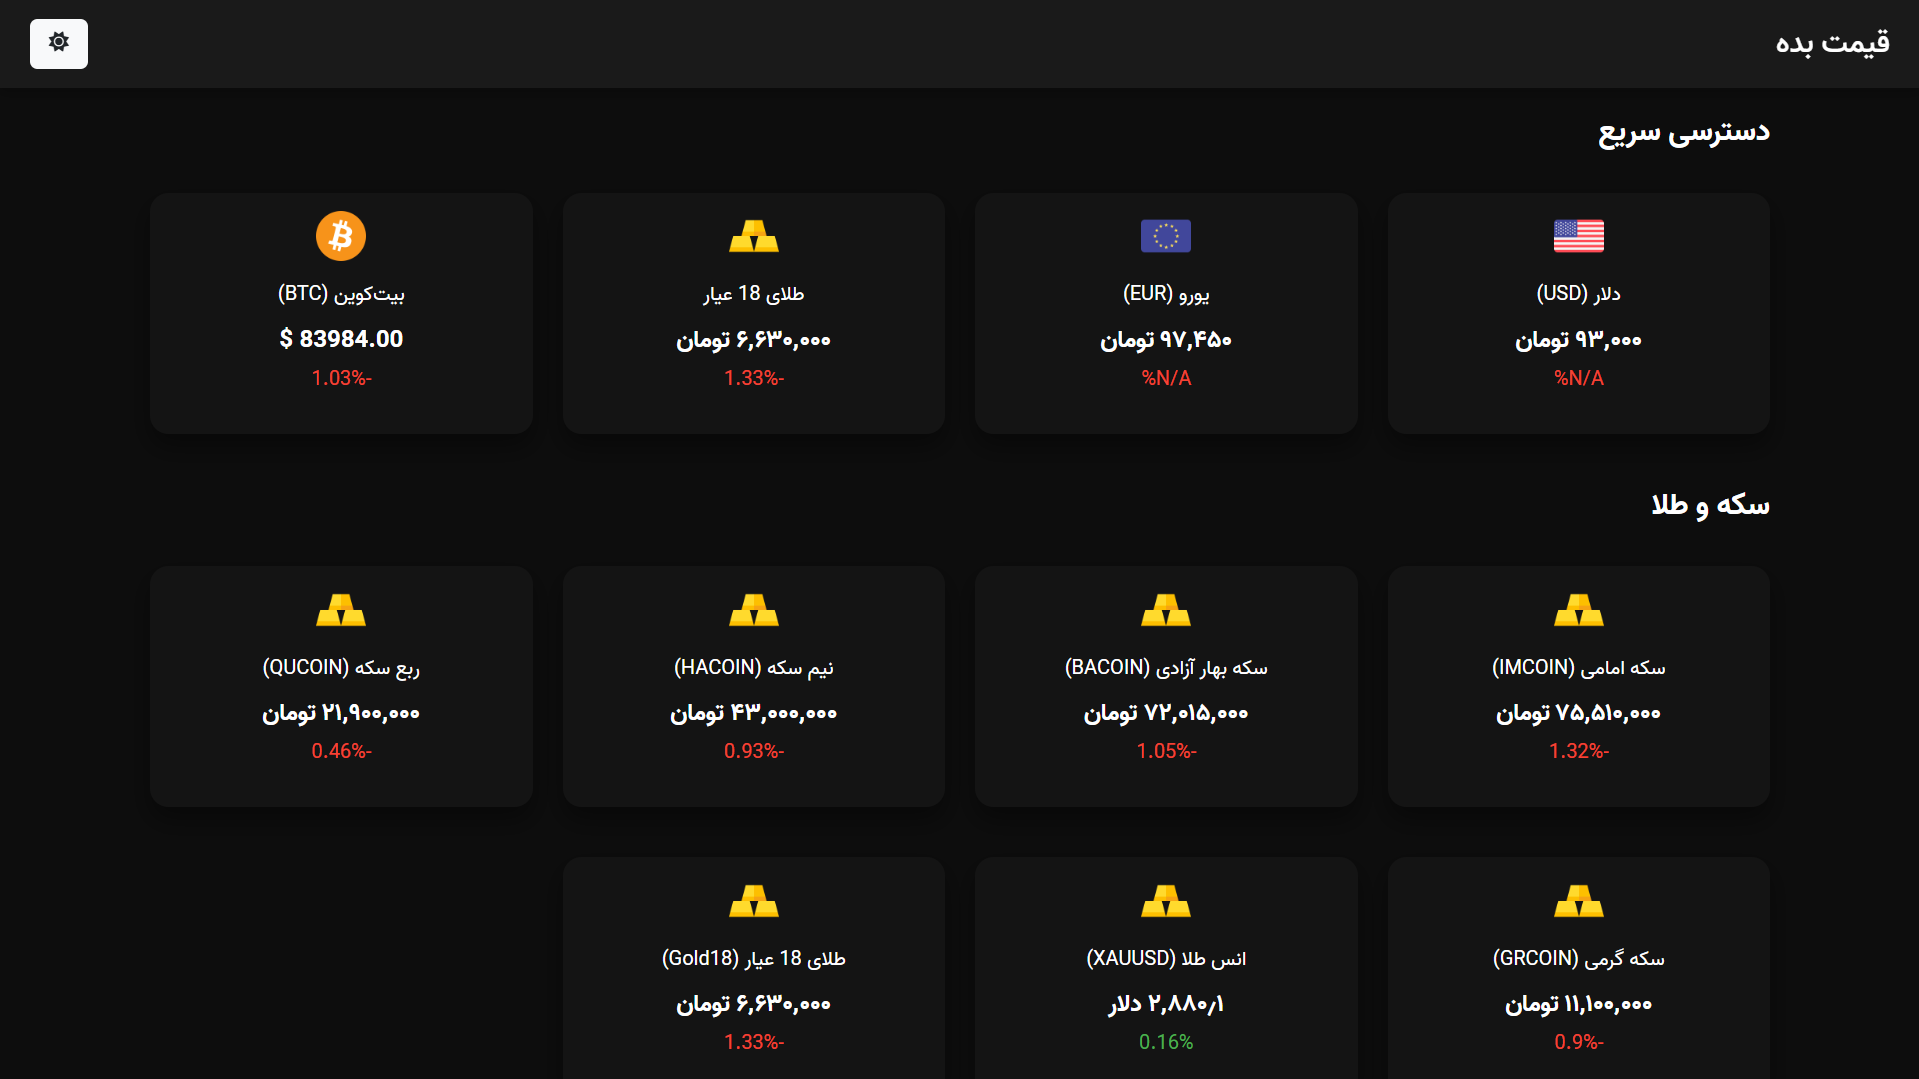 قیمت بده
دسترسی سریع
دلار (USD)
۹۳,۰۰۰ تومان
%N/A
یورو (EUR)
۹۷,۴۵۰ تومان
%N/A
طلای 18 عیار
۶,۶۳۰,۰۰۰ تومان
1.33%-
بیت‌کوین (BTC)
83984.00 $
1.03%-
سکه و طلا
سکه امامی (IMCOIN)
۷۵,۵۱۰,۰۰۰ تومان
1.32%-
سکه بهار آزادی (BACOIN)
۷۲,۰۱۵,۰۰۰ تومان
1.05%-
نیم سکه (HACOIN)
۴۳,۰۰۰,۰۰۰ تومان
0.93%-
ربع سکه (QUCOIN)
۲۱,۹۰۰,۰۰۰ تومان
0.46%-
سکه گرمی (GRCOIN)
۱۱,۱۰۰,۰۰۰ تومان
0.9%-
انس طلا (XAUUSD)
۲,۸۸۰٫۱ دلار
0.16%
طلای 18 عیار (Gold18)
۶,۶۳۰,۰۰۰ تومان
1.33%-